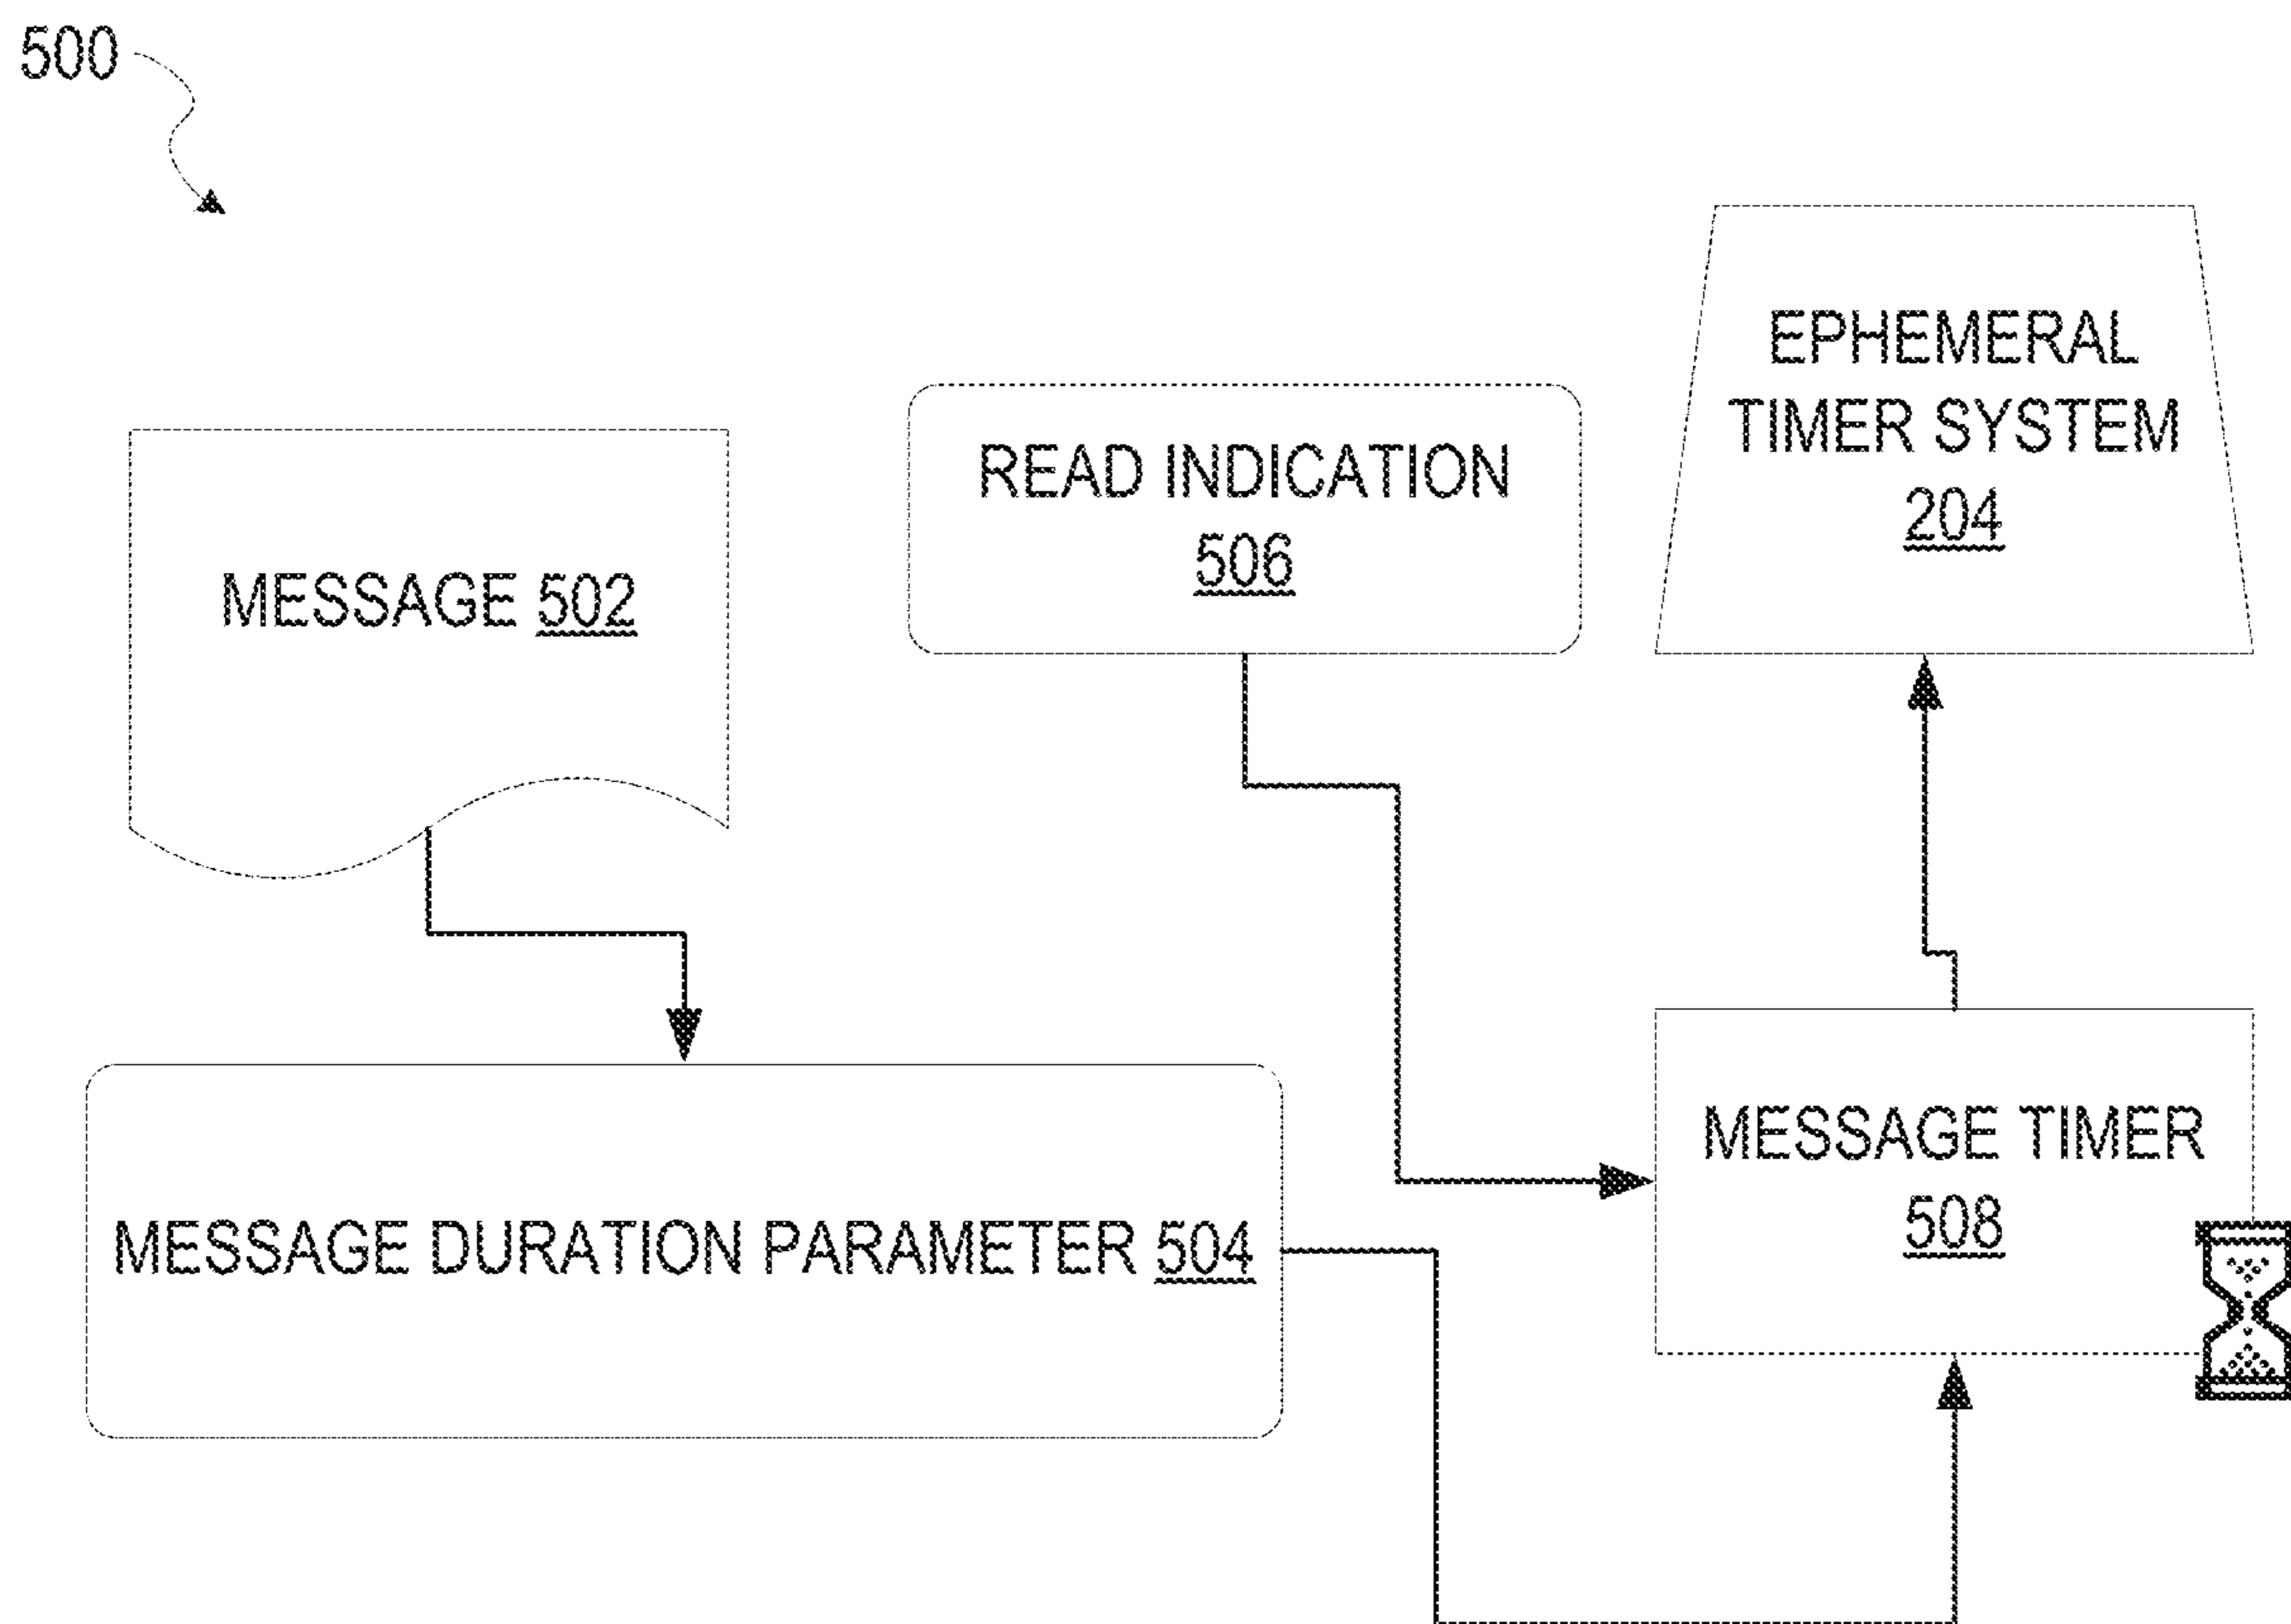 500
EPHEMERAL
TIMER SYSTEM
204
READ INDICATION
506
MESSAGE 502
MESSAGE TIMER
508
MESSAGE DURATION PARAMETER 504